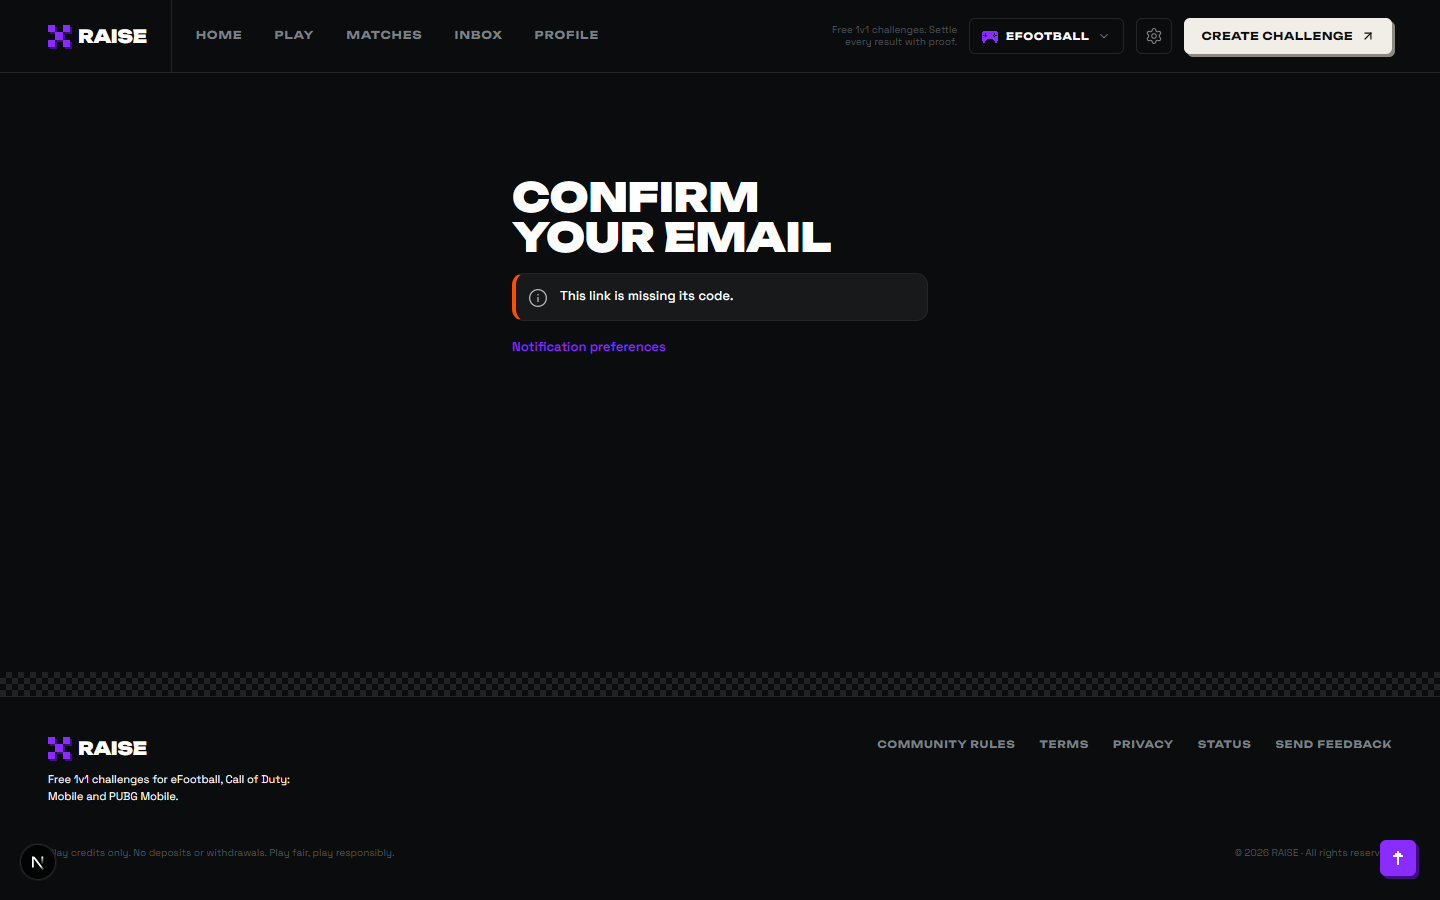 RAISE
HOME
PLAY
MATCHES
INBOX
PROFILE
Free 1v1 challenges. Settle
every result with proof.
EFOOTBALL
CREATE CHALLENGE
CONFIRM
YOUR EMAIL
This link is missing its code.
Notification preferences
RAISE
Free 1v1 challenges for eFootball, Call of Duty:
Mobile and PUBG Mobile.
COMMUNITY RULES
TERMS
PRIVACY
STATUS
SEND FEEDBACK
N
lay credits only. No deposits or withdrawals. Play fair, play responsibly.
© 2026 RAISE · All rights reserv